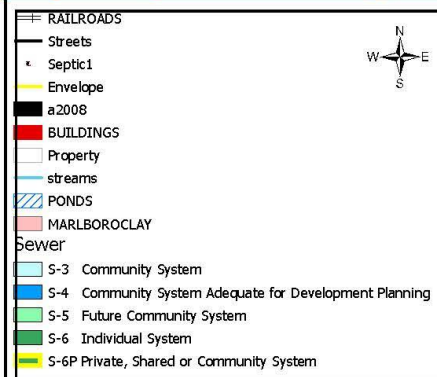 RAILROADS
N
Streets
W E
Septic1
S
Envelope
a2008
BUILDINGS
Property
streams
PONDS
MARLBOROCLAY
Sewer
S-3 Community System
S-4 Community System Adequate for Development Planning
S-5 Future Community System
S-6 Individual System
S-6P Private, Shared or Community System